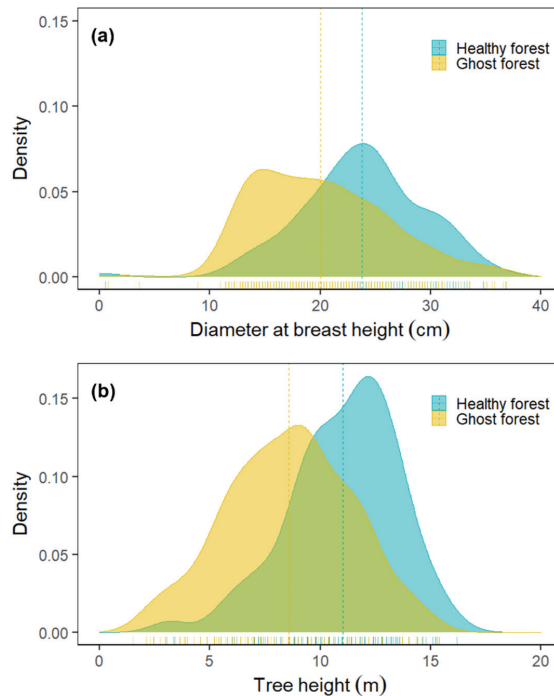 (a)
Healthy forest
Ghost forest
0.15
0.10
0.05
0.00
Density
0
10
20
30
40
Diameter at breast height (cm)
(b)
Healthy forest
Ghost forest
0.15
0.10
0.05
0.00
Density
0
5
10
15
20
Tree height (m)